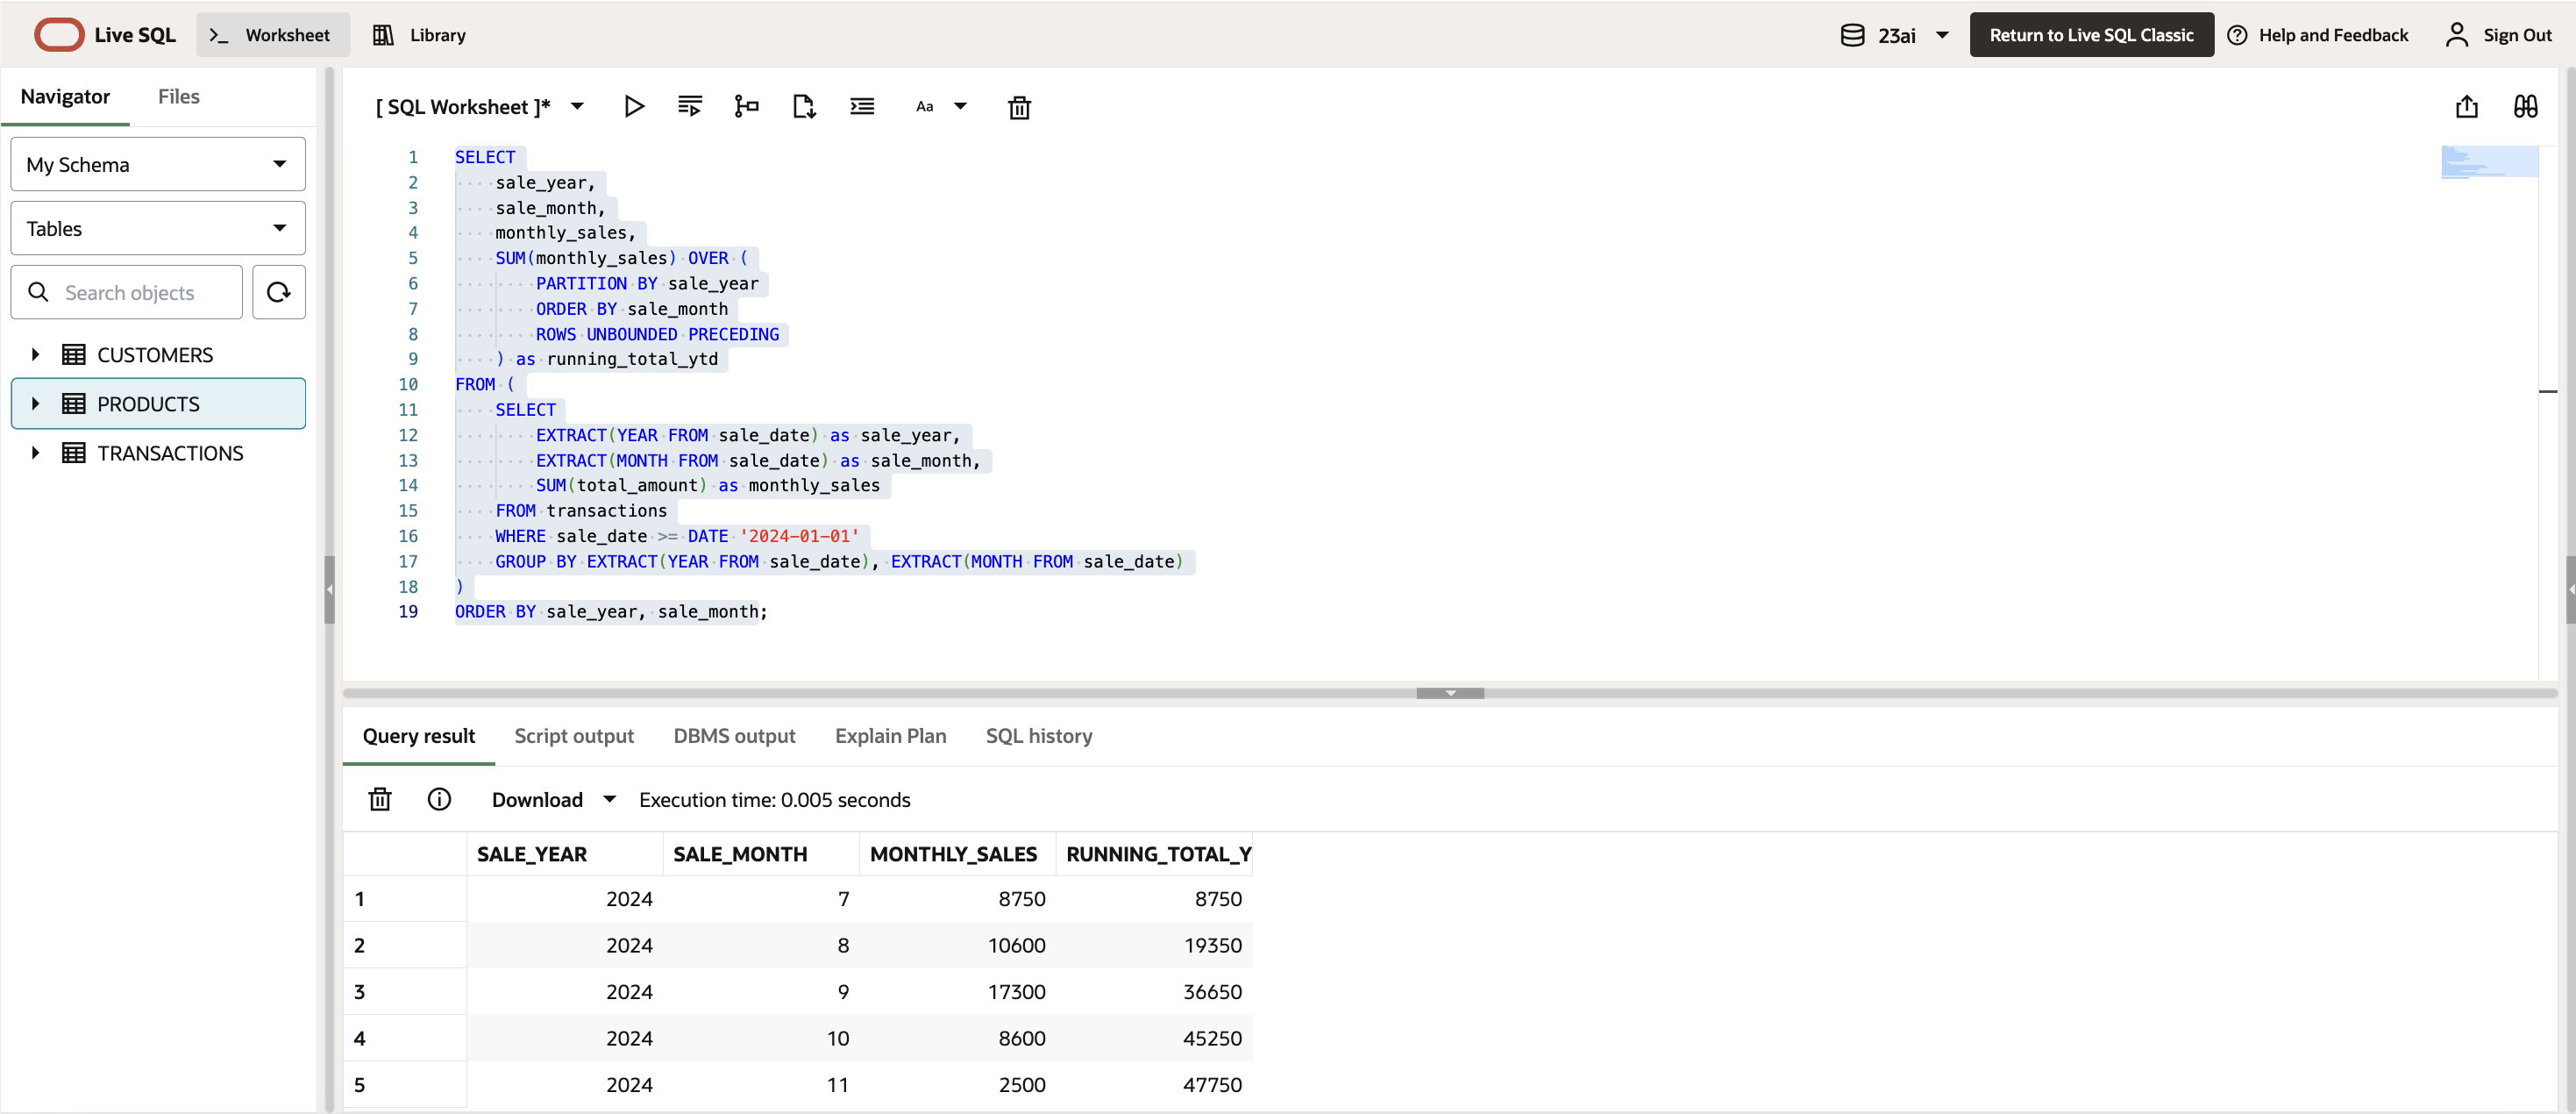 Live SQL
Worksheet
Library
23ai
Return to Live SQL Classic
Help and Feedback
Sign Out
Navigator
Files
My Schema
Tables
Search objects
CUSTOMERS
PRODUCTS
TRANSACTIONS
[ SQL Worksheet ]*
Aa
1 SELECT
2     sale_year,
3     sale_month,
4     monthly_sales,
5     SUM(monthly_sales) OVER (
6         PARTITION BY sale_year
7         ORDER BY sale_month
8         ROWS UNBOUNDED PRECEDING
9     ) as running_total_ytd
10 FROM (
11     SELECT
12         EXTRACT(YEAR FROM sale_date) as sale_year,
13         EXTRACT(MONTH FROM sale_date) as sale_month,
14         SUM(total_amount) as monthly_sales
15     FROM transactions
16     WHERE sale_date >= DATE '2024-01-01'
17     GROUP BY EXTRACT(YEAR FROM sale_date), EXTRACT(MONTH FROM sale_date)
18 )
19 ORDER BY sale_year, sale_month;
Query result
Script output
DBMS output
Explain Plan
SQL history
Download
Execution time: 0.005 seconds
SALE_YEAR SALE_MONTH MONTHLY_SALES RUNNING_TOTAL_Y
1 2024 7 8750 8750
2 2024 8 10600 19350
3 2024 9 17300 36650
4 2024 10 8600 45250
5 2024 11 2500 47750